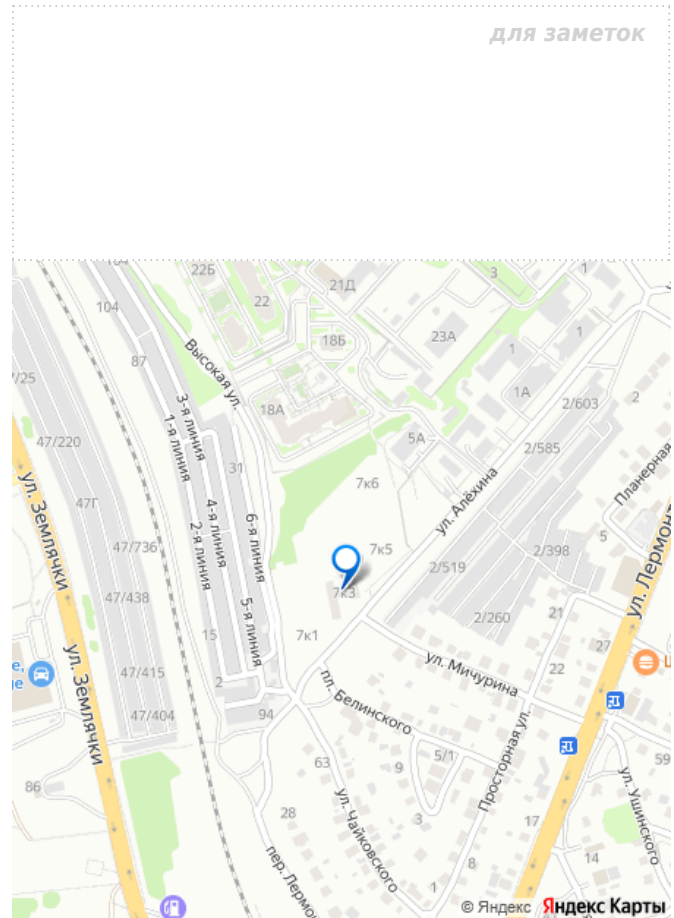 для заметок
104
22Б
22
21Д
3
1
104
87
18Б
23А
1
1
Высокая ул.
1А
2
7/25
3-я линия
1-я линия
18А
2/603
47/220
31
5А
2/585
Планерная
ул. Землячки
47Г
4-я линия
2-я линия
6-я линия
7к6
ул. Алёхина
5
47/736
7к5
2/398
ул. Лермонт
2/519
47/438
7к3
5-я линия
2/260
21
15
7к1
27
ул. Землячки
47/415
2
ул. Мичурина
22
47/404
94
пл. Белинского
5/1
59
86
63
9
Просторная ул.
ул. Ушинского
28
ул. Чайковского
17
14
8
пер. Лермо
1
1
© Яндекс Яндекс Карты